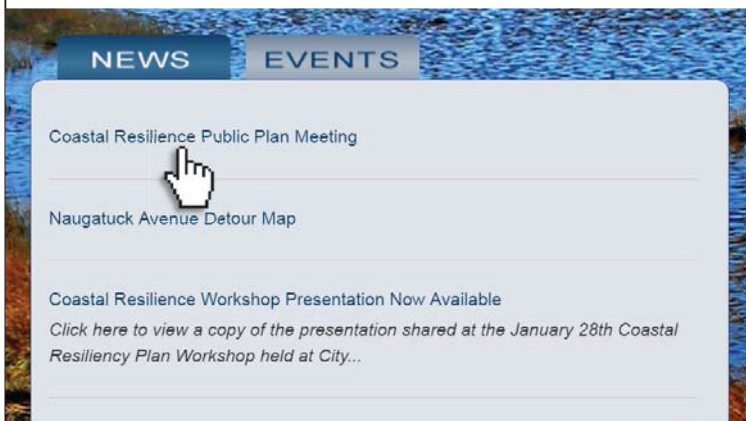 NEWS
EVENTS
Coastal Resilience Public Plan Meeting
Naugatuck Avenue Detour Map
Coastal Resilience Workshop Presentation Now Available
Click here to view a copy of the presentation shared at the January 28th Coastal
Resiliency Plan Workshop held at City...